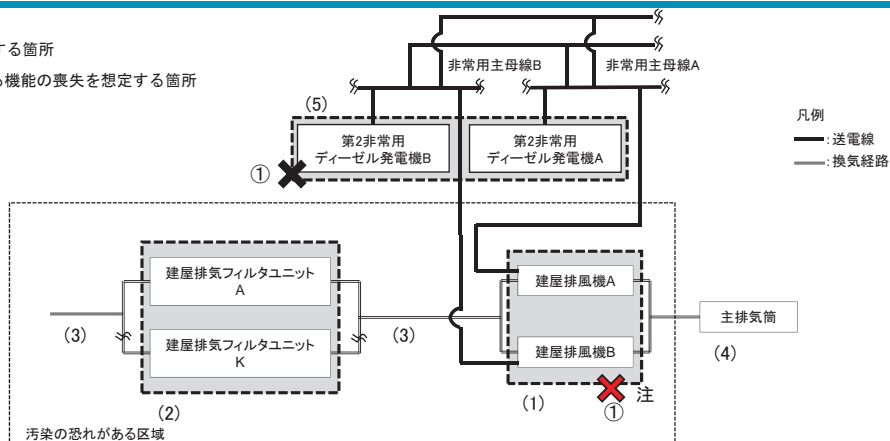 する箇所
機能の喪失を想定する箇所
非常用主母線B
非常用主母線A
(5)
第2非常用
ディーゼル発電機B
第2非常用
ディーゼル発電機A
①
凡例
:送電線
:換気経路
建屋排気フィルタユニット
A
建屋排風機A
(3)
(3)
主排気筒
建屋排気フィルタユニット
K
建屋排風機B
(4)
(2)
(1)
①
注
汚染の恐れがある区域